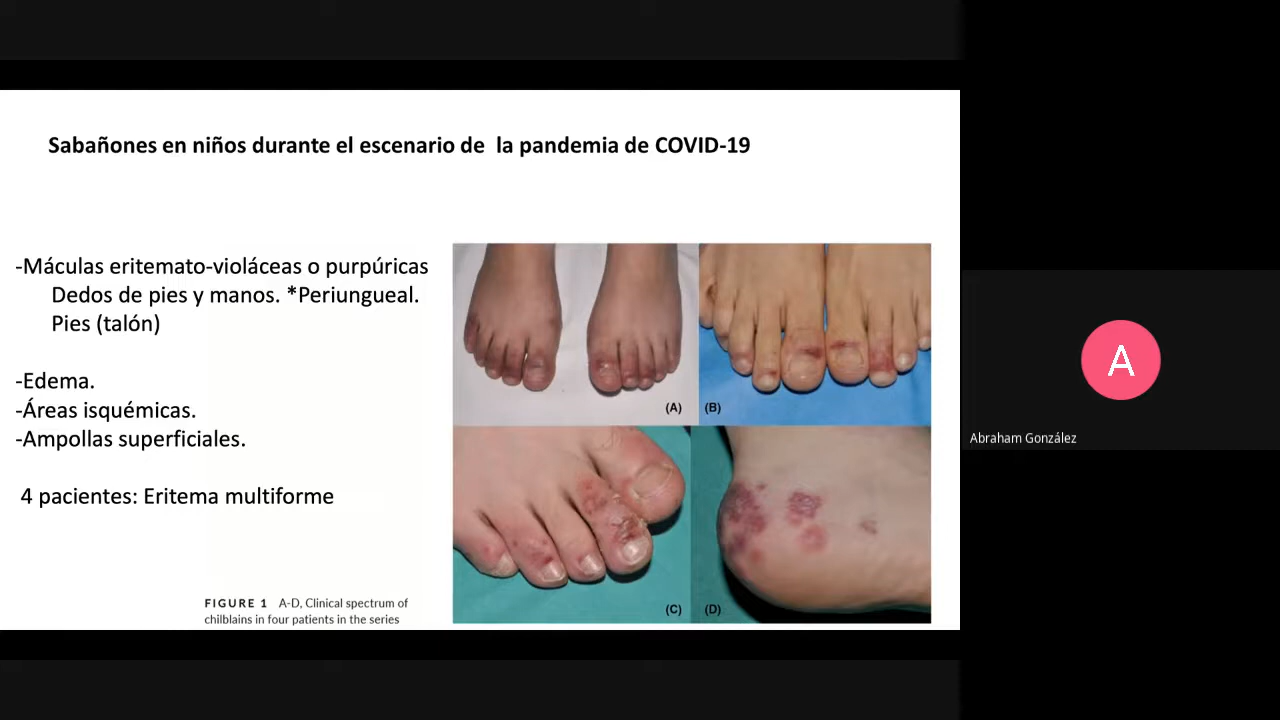 Sabañones en niños durante el escenario de  la pandemia de COVID-19
-Máculas eritemato-violáceas o purpúricas
Dedos de pies y manos. *Periungueal.
Pies (talón)
-Edema.
-Áreas isquémicas.
-Ampollas superficiales.
4 pacientes: Eritema multiforme
(A)
(B)
(C)
(D)
FIGURE 1 A-D, Clinical spectrum of
chilblains in four patients in the series
A
Abraham González